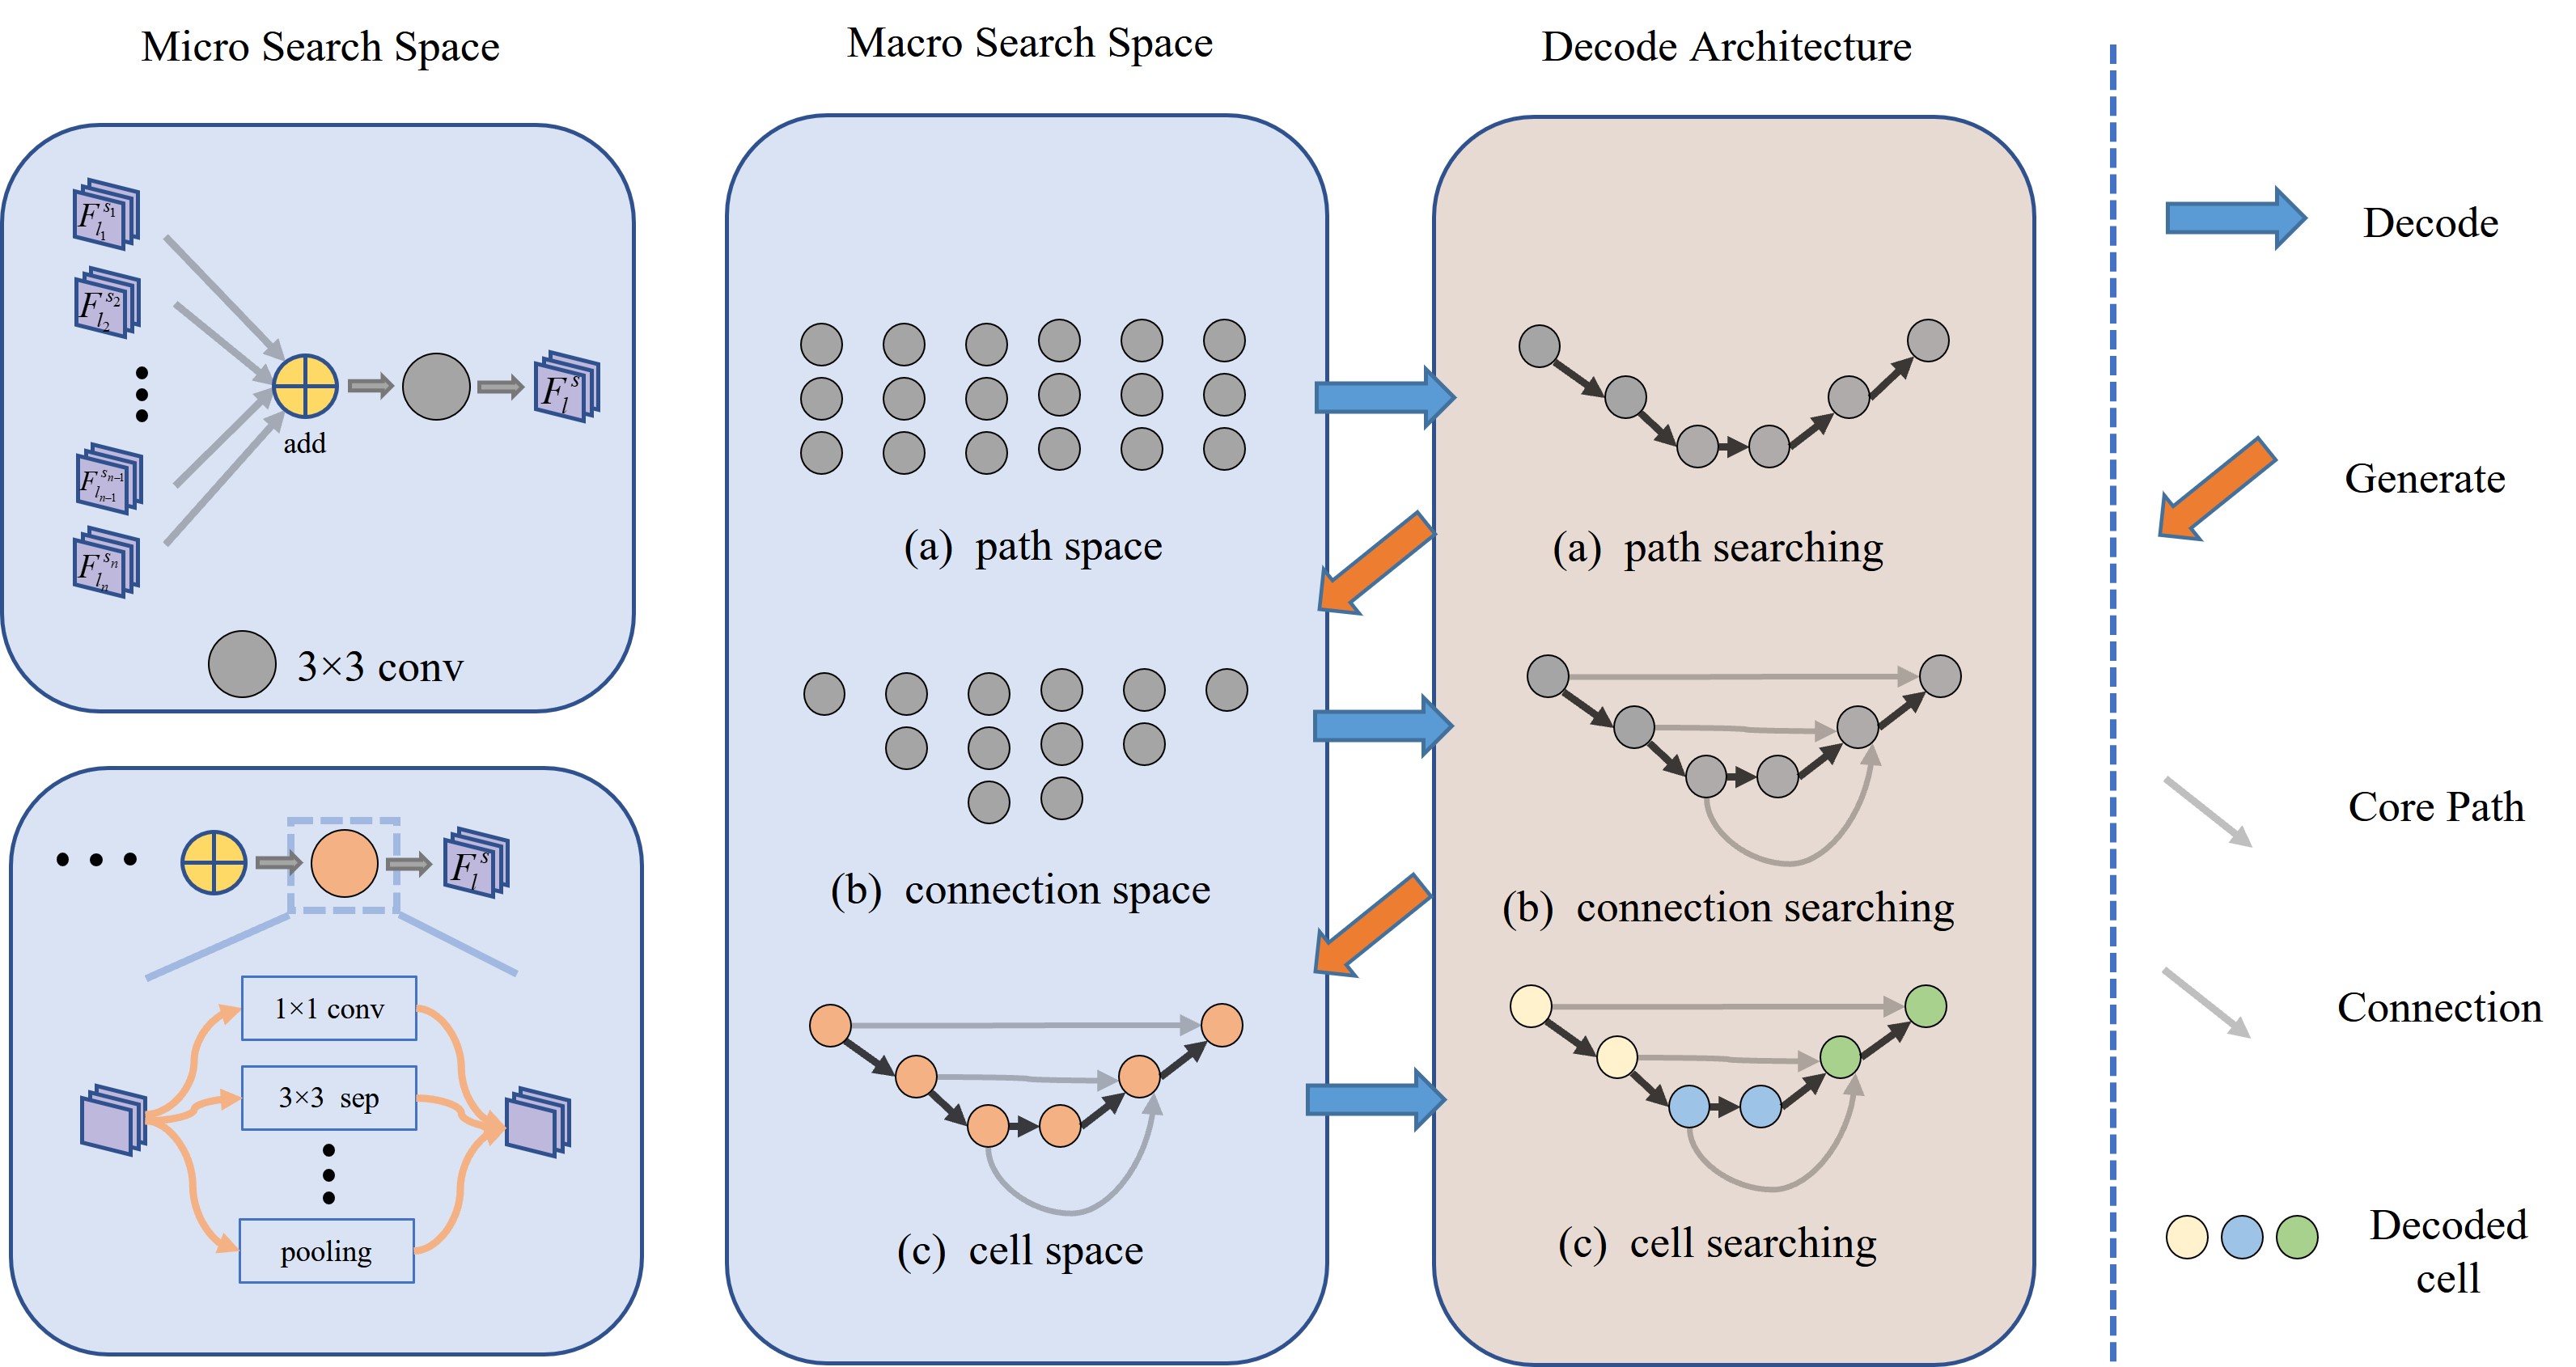 Micro Search Space
Macro Search Space
Decode Architecture
F_{l_1}^{s_1}
F_{l_2}^{s_2}
F_{l_{n-1}}^{s_{n-1}}
F_{l_n}^{s_n}
add
F_l^s
3×3 conv
F_l^s
1×1 conv
3×3 sep
pooling
(a) path space
(b) connection space
(c) cell space
(a) path searching
(b) connection searching
(c) cell searching
Decode
Generate
Core Path
Connection
Decoded
cell